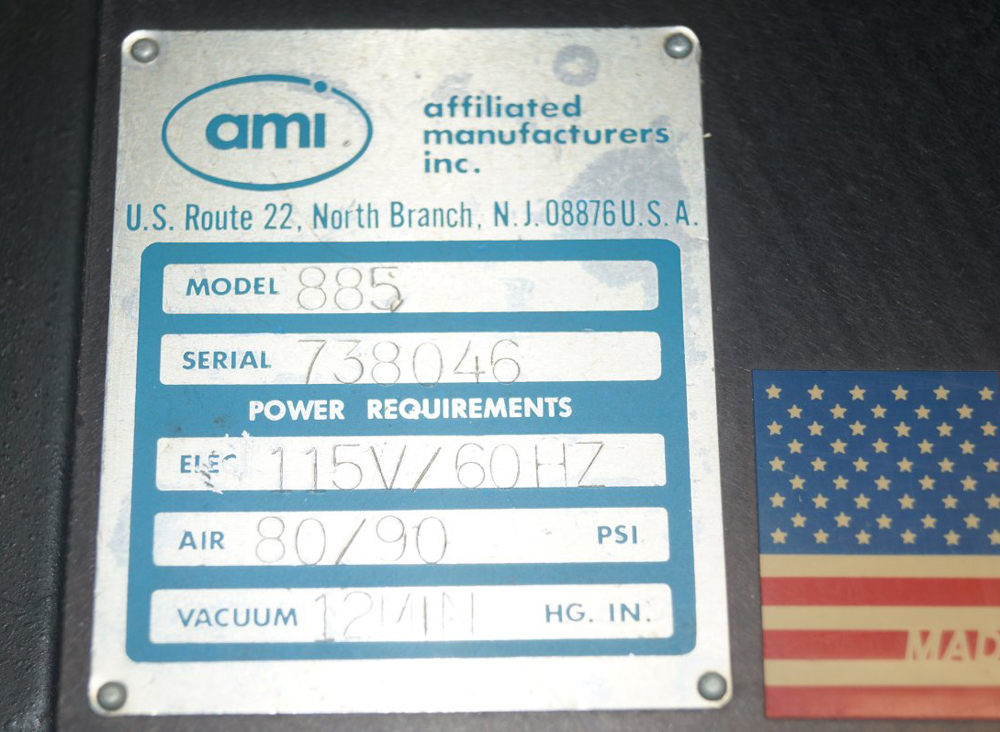 ami
affiliated
manufacturers
inc.
U.S. Route 22, North Branch, N.J. 08876 U.S.A.
MODEL 885
SERIAL 738046
POWER REQUIREMENTS
ELEC 115V/60HZ
AIR 80/90 PSI
VACUUM 12MIN HG. IN.
MAD